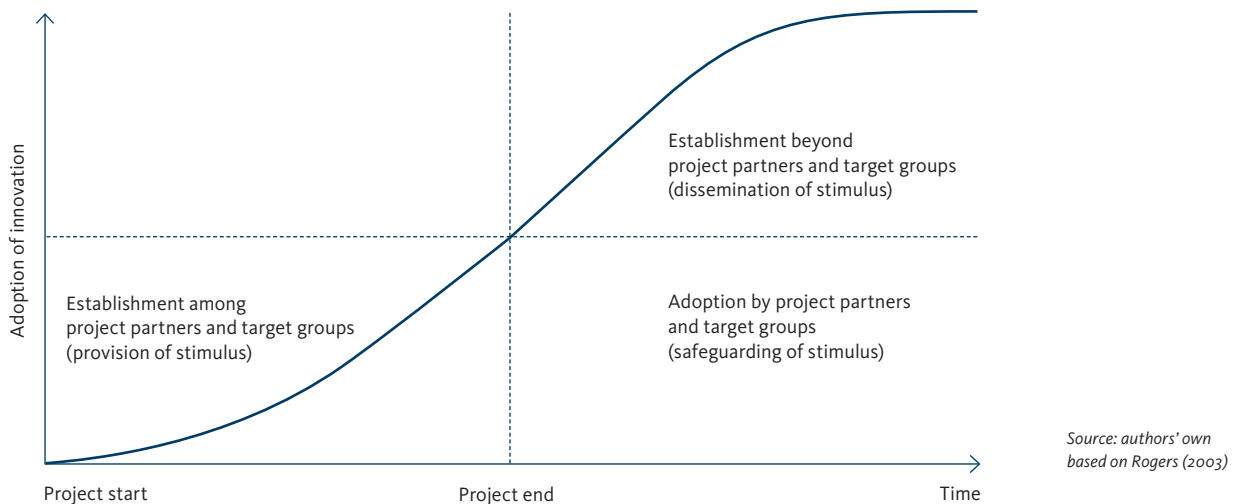 Adoption of innovation
Establishment beyond
project partners and target groups
(dissemination of stimulus)
Establishment among
project partners and target groups
(provision of stimulus)
Adoption by project partners
and target groups
(safeguarding of stimulus)
Source: authors’ own
based on Rogers (2003)
Project start
Project end
Time